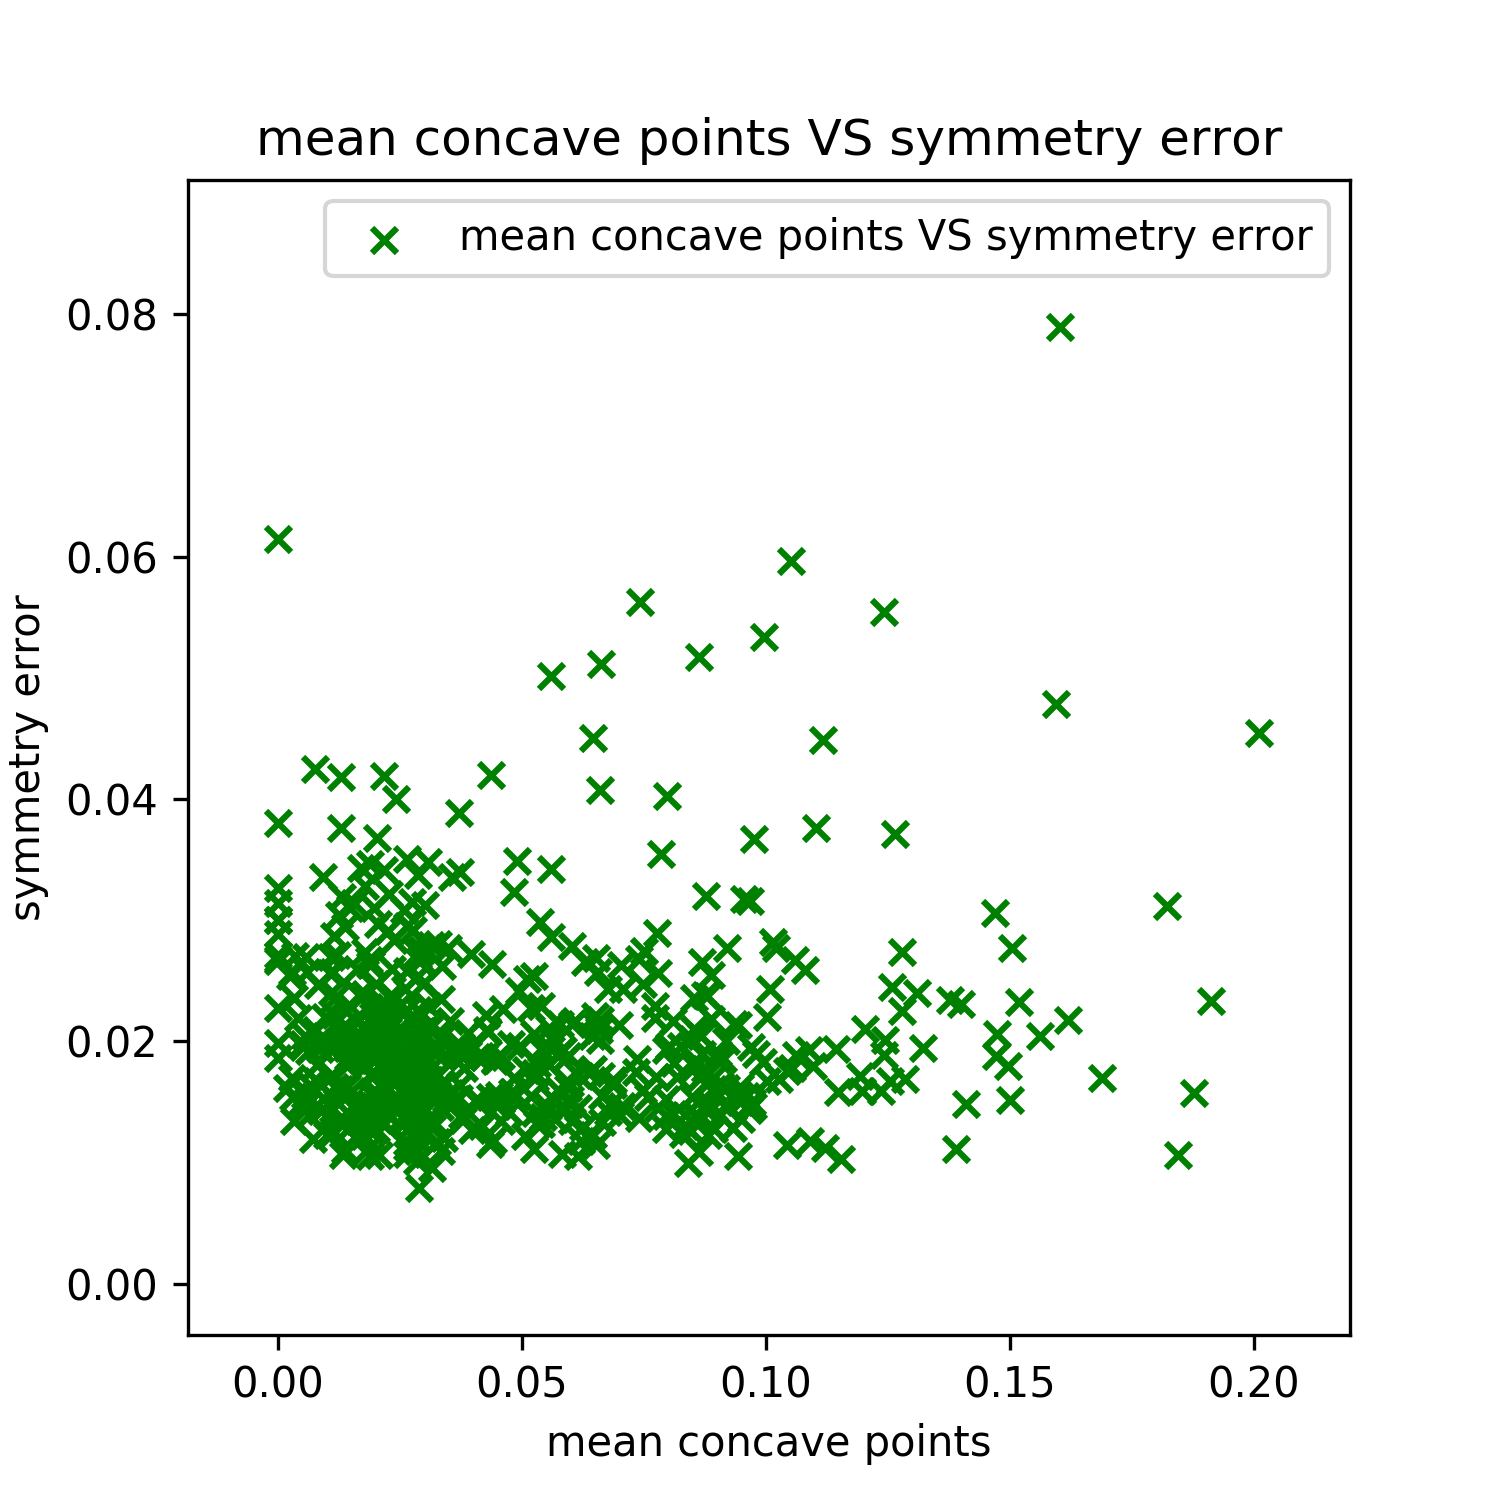 mean concave points VS symmetry error
mean concave points VS symmetry error
0.08
0.06
0.04
0.02
0.00
symmetry error
0.00 0.05 0.10 0.15 0.20
mean concave points